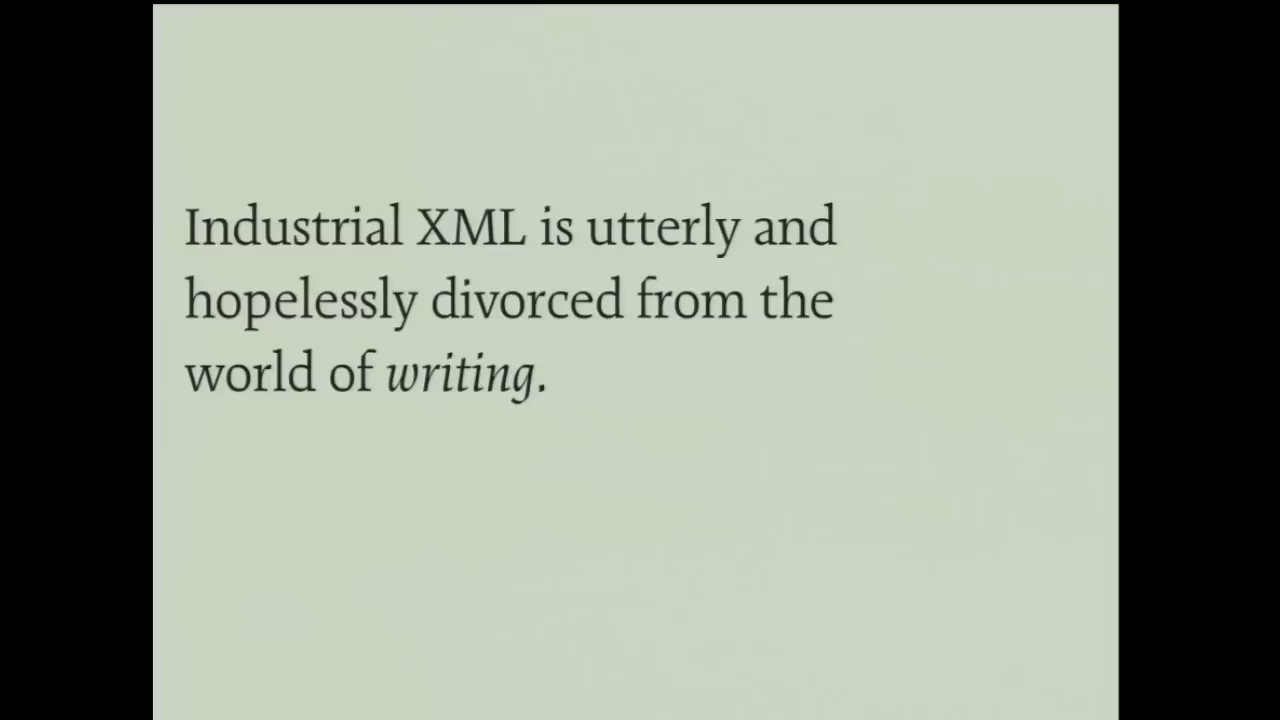 Industrial XML is utterly and
hopelessly divorced from the
world of writing.